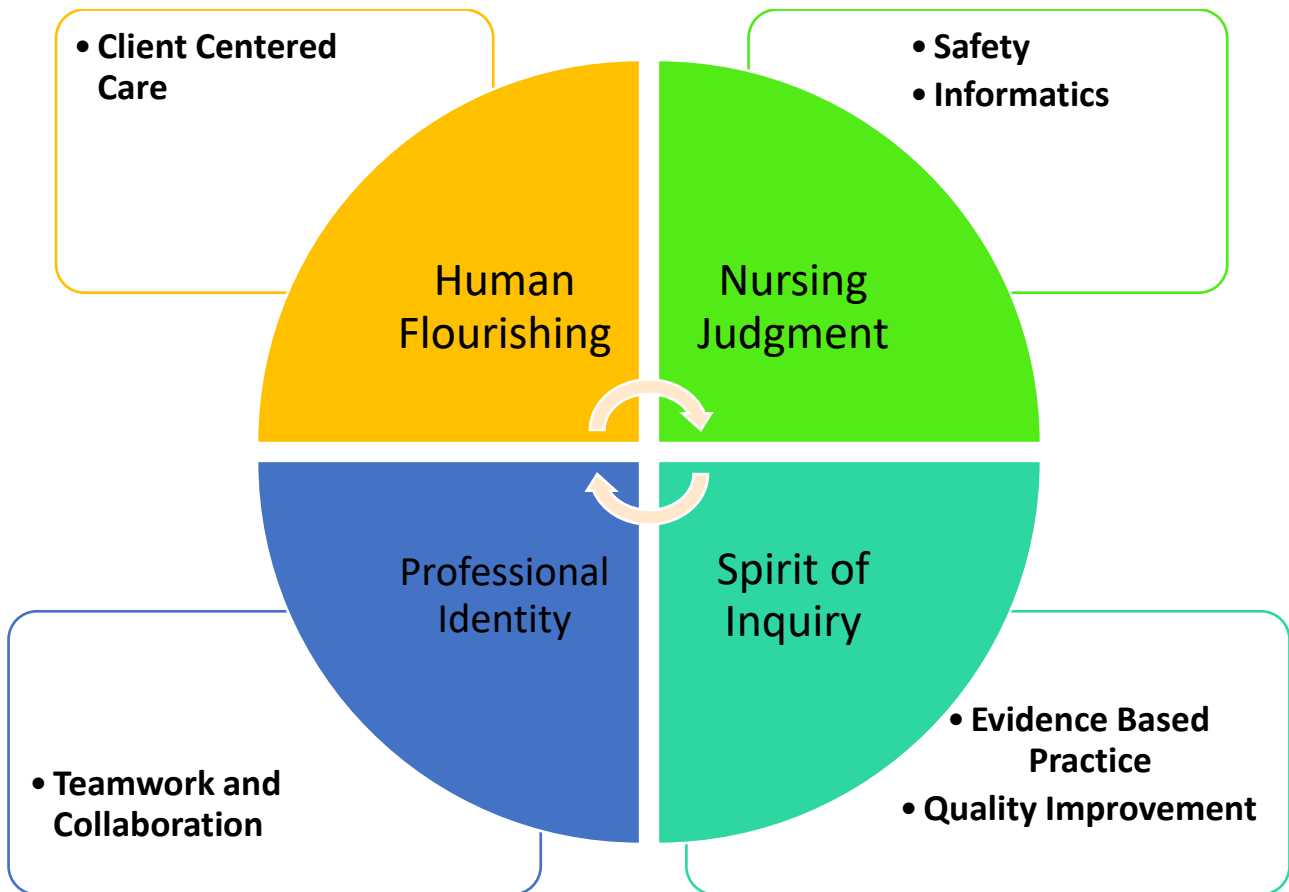 • Client Centered
Care
• Safety
• Informatics
Human
Flourishing
Nursing
Judgment
Professional
Identity
Spirit of
Inquiry
• Teamwork and
Collaboration
• Evidence Based
Practice
• Quality Improvement